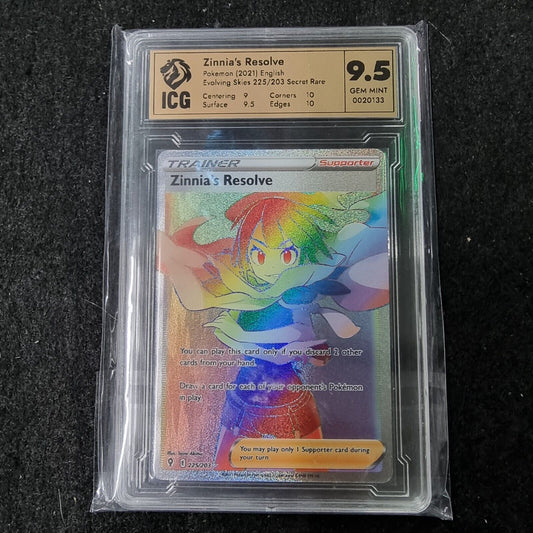 Zinnia's Resolve
Pokemon (2021) English
Evolving Skies 225/203 Secret Rare
Centering 9 Corners 10
Surface 9.5 Edges 10
ICG
9.5
GEM MINT
0020133
TRAINER Supporter
Zinnia's Resolve
You can play this card only if you discard 2 other
cards from your hand.
Draw a card for each of your opponent's Pokémon
in play.
You may play only 1 Supporter card during
your turn.
225/203